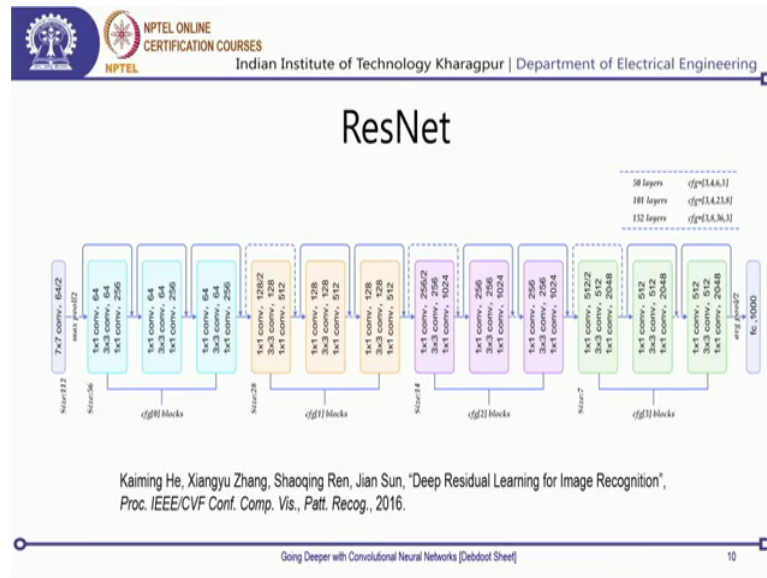 NPTEL ONLINE
CERTIFICATION COURSES
NPTEL
Indian Institute of Technology Kharagpur | Department of Electrical Engineering
ResNet
50 layers cfg=[3,4,6,3]
101 layers cfg=[3,4,23,8]
152 layers cfg=[3,8,36,3]
7x7 conv, 64/2
max pool/2
1x1 conv, 64
3x3 conv, 64
1x1 conv, 256
1x1 conv, 64
3x3 conv, 64
1x1 conv, 256
1x1 conv, 64
3x3 conv, 64
1x1 conv, 256
1x1 conv, 128/2
3x3 conv, 128
1x1 conv, 512
1x1 conv, 128
3x3 conv, 128
1x1 conv, 512
1x1 conv, 128
3x3 conv, 128
1x1 conv, 512
1x1 conv, 256/2
3x3 conv, 256
1x1 conv, 1024
1x1 conv, 256
3x3 conv, 256
1x1 conv, 1024
1x1 conv, 256
3x3 conv, 256
1x1 conv, 1024
1x1 conv, 512/2
3x3 conv, 512
1x1 conv, 2048
1x1 conv, 512
3x3 conv, 512
1x1 conv, 2048
1x1 conv, 512
3x3 conv, 512
1x1 conv, 2048
avg pool/2
fc ,1000
Size:112
Size:56
Size:28
Size:14
Size:7
cfg[0] blocks
cfg[1] blocks
cfg[2] blocks
cfg[3] blocks
Kaiming He, Xiangyu Zhang, Shaoqing Ren, Jian Sun, “Deep Residual Learning for Image Recognition”,
Proc. IEEE/CVF Conf. Comp. Vis., Patt. Recog., 2016.
Going Deeper with Convolutional Neural Networks [Debdoot Sheet]
10